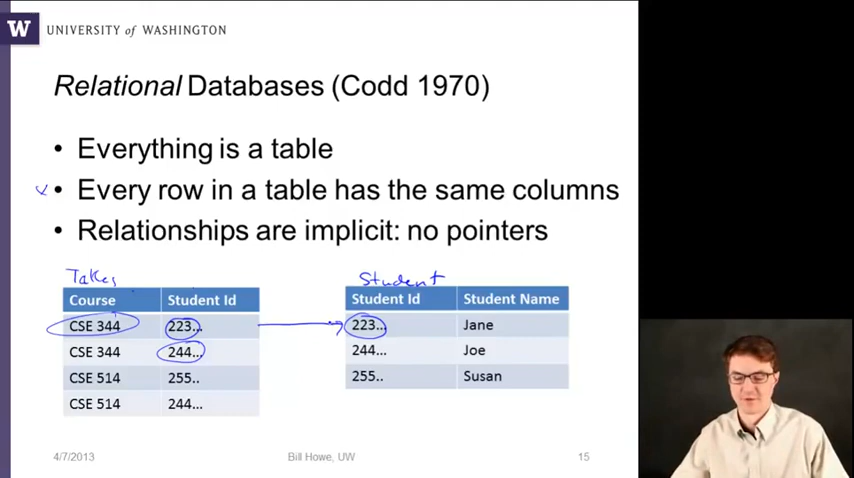 W UNIVERSITY of WASHINGTON
Relational Databases (Codd 1970)
• Everything is a table
• Every row in a table has the same columns
• Relationships are implicit: no pointers
Takes Student
Course Student Id Student Id Student Name
CSE 344 223... 223... Jane
CSE 344 244... 244... Joe
CSE 514 255.. 255.. Susan
CSE 514 244...
4/7/2013 Bill Howe, UW 15